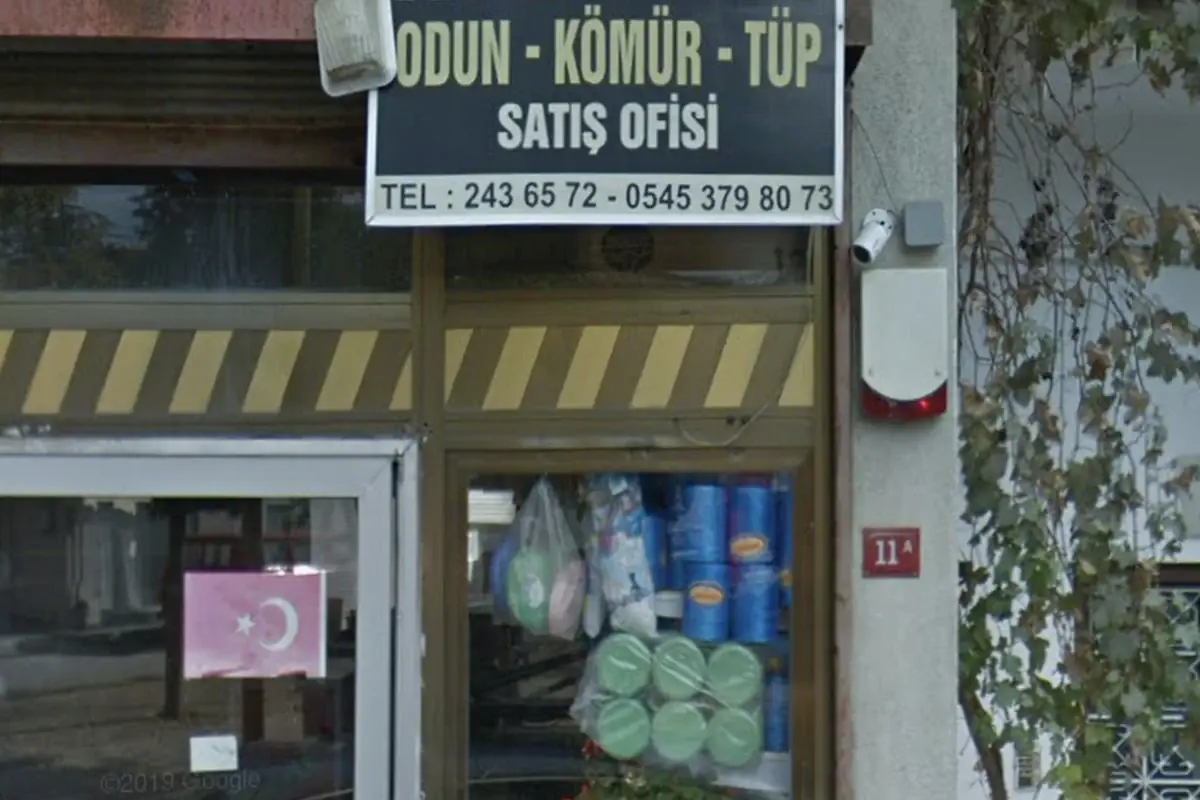 ODUN - KÖMÜR - TÜP
SATIŞ OFİSİ
TEL : 243 65 72 - 0545 379 80 73
11 A
©2019 Google